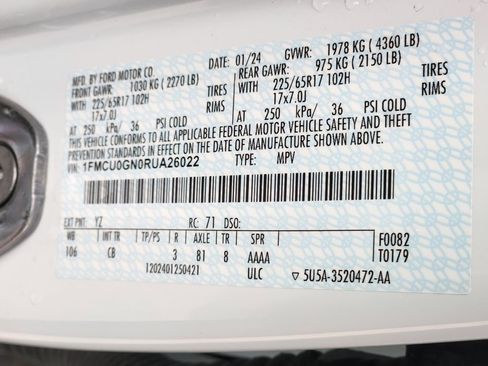 MFD. BY FORD MOTOR CO. 01/24 GVWR: 1978 KG ( 4360 LB)
FRONT GAWR: 1030 KG ( 2270 LB) REAR GAWR: 975 KG ( 2150 LB)
WITH 225/65R17 102H TIRES WITH 225/65R17 102H TIRES
17x7.0J RIMS 17x7.0J RIMS
AT 250 kPa/ 36 PSI COLD AT 250 kPa/ 36 PSI COLD
THIS VEHICLE CONFORMS TO ALL APPLICABLE FEDERAL MOTOR VEHICLE SAFETY AND THEFT
PREVENTION STANDARDS IN EFFECT ON THE DATE OF MANUFACTURE SHOWN ABOVE.
VIN: 1FMCU0GN0RUA26022 TYPE: MPV
EXT PNT: YZ RC: 71 DSO:
WB INT TR TP/PS R AXLE TR SPR F0082
106 CB 3 81 8 AAAA T0179
1202401250421 ULC 5U5A-3520472-AA